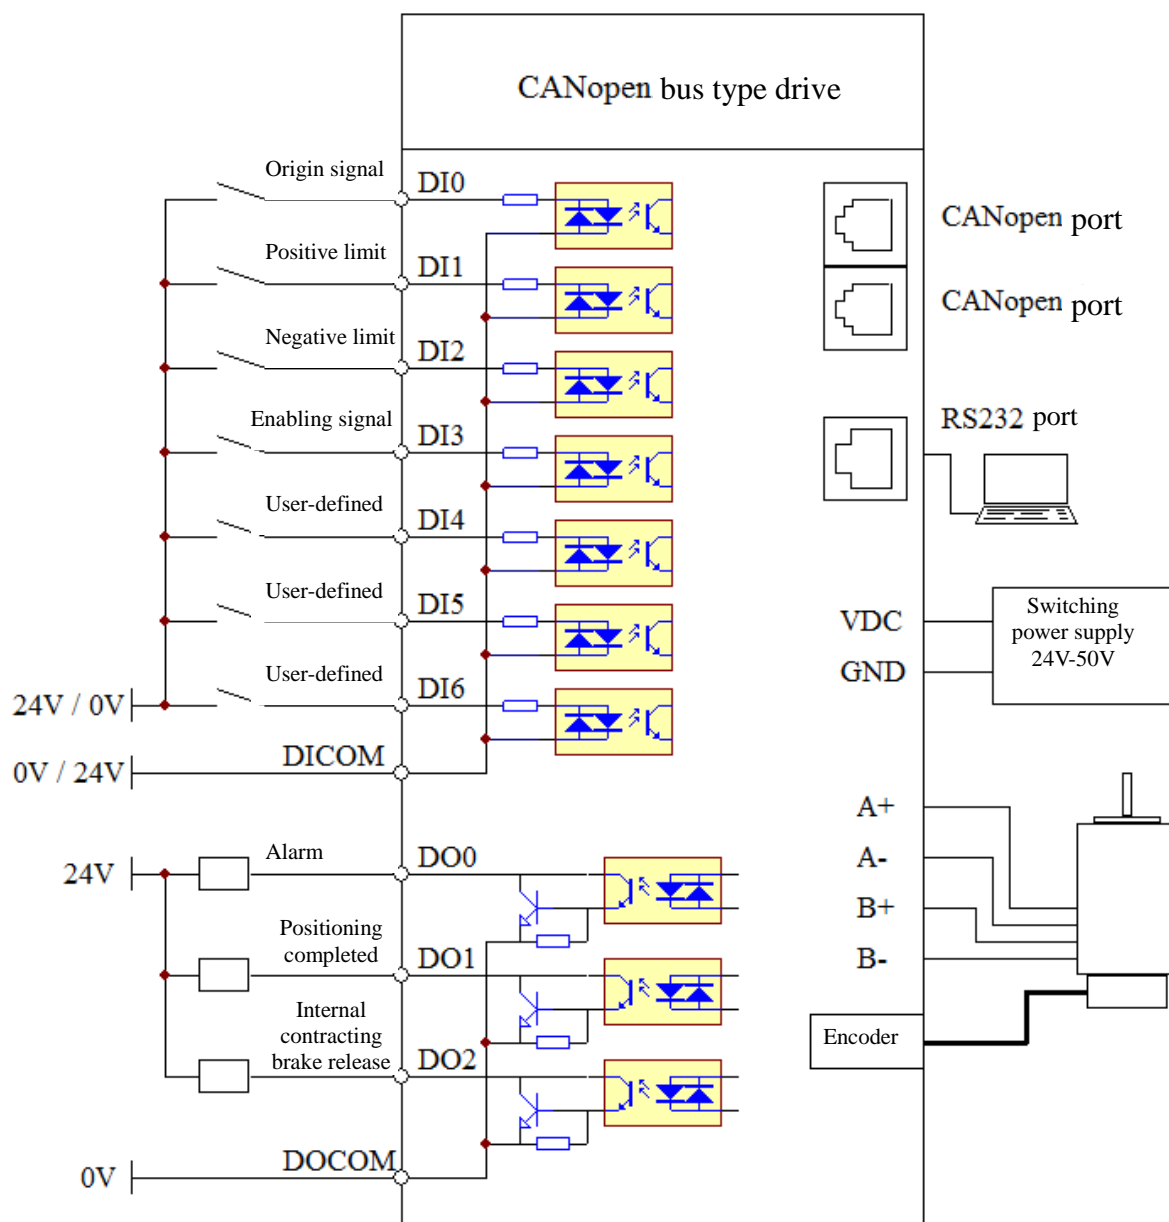 CANopen bus type drive
Origin signal
DI0
CANopen port
Positive limit
DI1
CANopen port
Negative limit
DI2
Enabling signal
DI3
RS232 port
User-defined
DI4
User-defined
DI5
VDC
Switching
power supply
24V-50V
GND
User-defined
DI6
24V / 0V
DICOM
0V / 24V
A+
Alarm
DO0
24V
A-
B+
Positioning
completed
DO1
B-
Internal
contracting
brake release
DO2
Encoder
DOCOM
0V